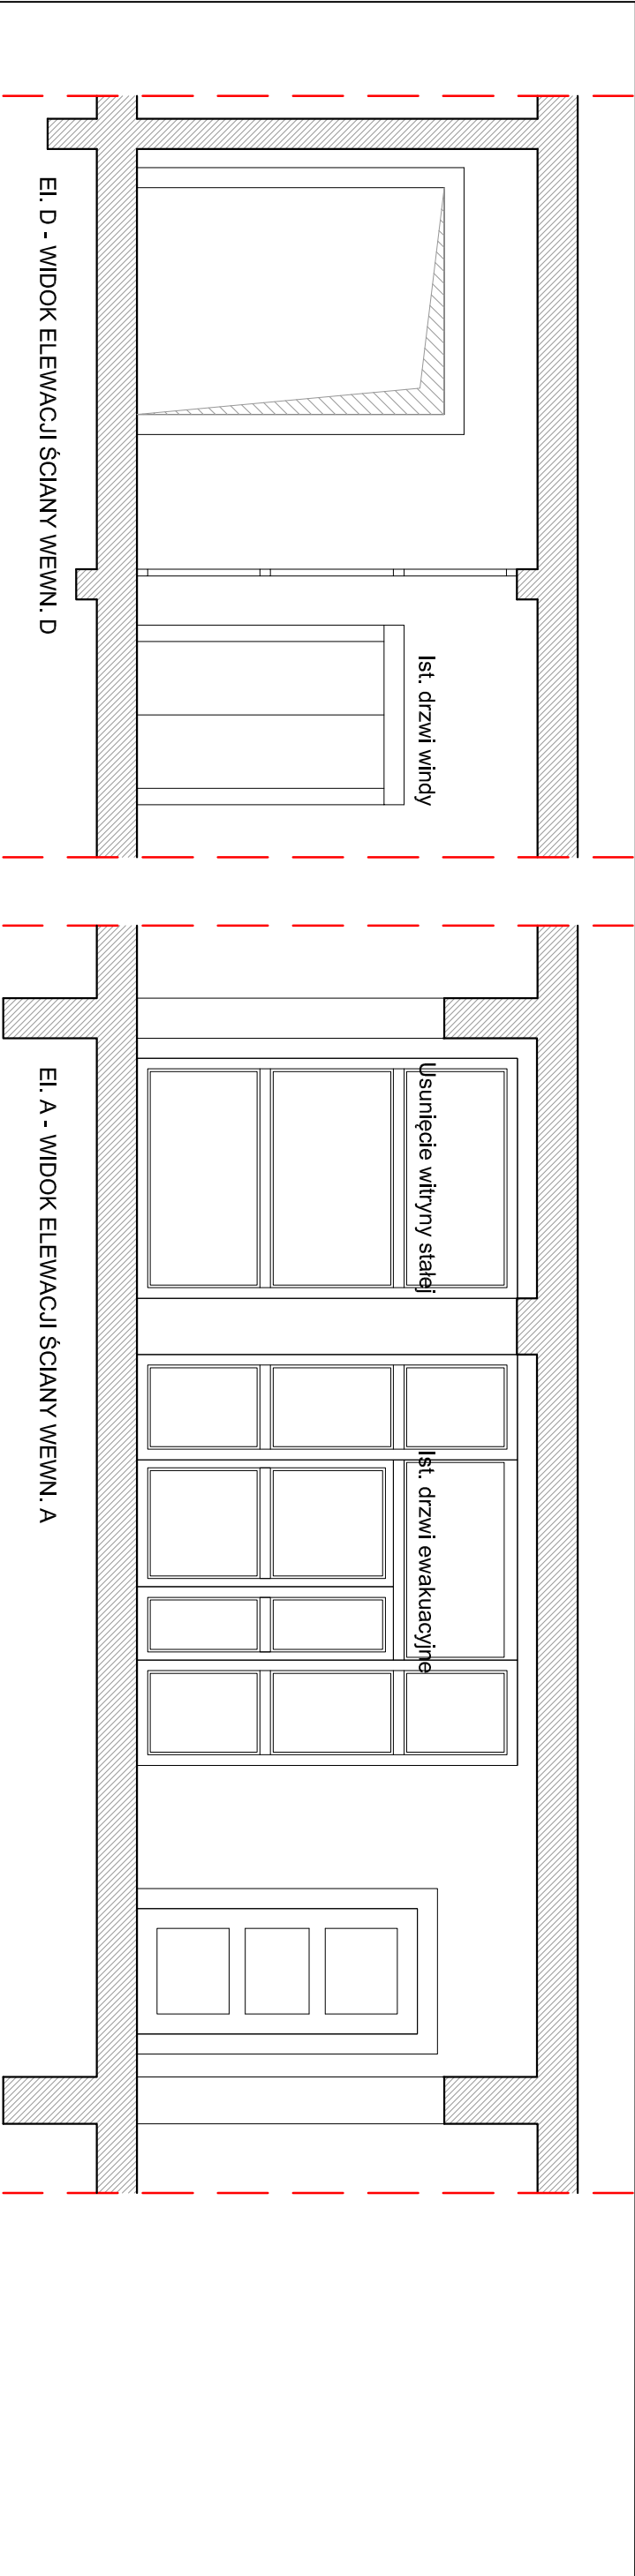 Ist. drzwi windy
El. D - WIDOK ELEWACJI ŚCIANY WEWN. D
Usunięcie witryny stałej
Ist. drzwi ewakuacyjne
El. A - WIDOK ELEWACJI ŚCIANY WEWN. A